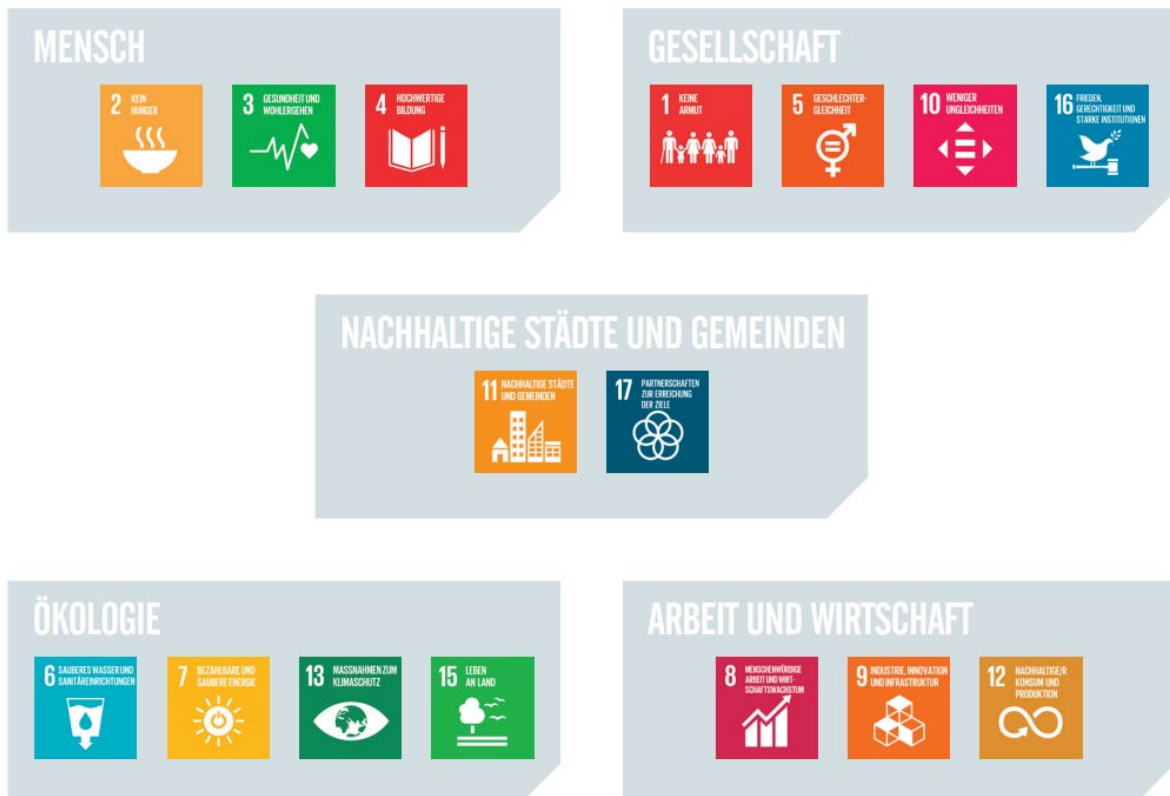 MENSCH
2 KEIN
HUNGER
3 GESUNDHEIT UND
WOHLERGEHEN
4 HOCHWERTIGE
BILDUNG
GESELLSCHAFT
1 KEINE
ARMUT
5 GESCHLECHTER-
GLEICHHEIT
10 WENIGER
UNGLEICHHEITEN
16 FRIEDEN,
GERECHTIGKEIT UND
STARKE INSTITUTIONEN
NACHHALTIGE STÄDTE UND GEMEINDEN
11 NACHHALTIGE STÄDTE
UND GEMEINDEN
17 PARTNERSCHAFTEN
ZUR ERREICHUNG
DER ZIELE
ÖKOLOGIE
6 SAUBERES WASSER UND
SANITÄREINRICHTUNGEN
7 BEZAHLBARE UND
SAUBERE ENERGIE
13 MASSNAHMEN ZUM
KLIMASCHUTZ
15 LEBEN
AN LAND
ARBEIT UND WIRTSCHAFT
8 MENSCHENWÜRDIGE
ARBEIT UND WIRT-
SCHAFTSWACHSTUM
9 INDUSTRIE, INNOVATION
UND INFRASTRUKTUR
12 NACHHALTIGE/R
KONSUM UND
PRODUKTION